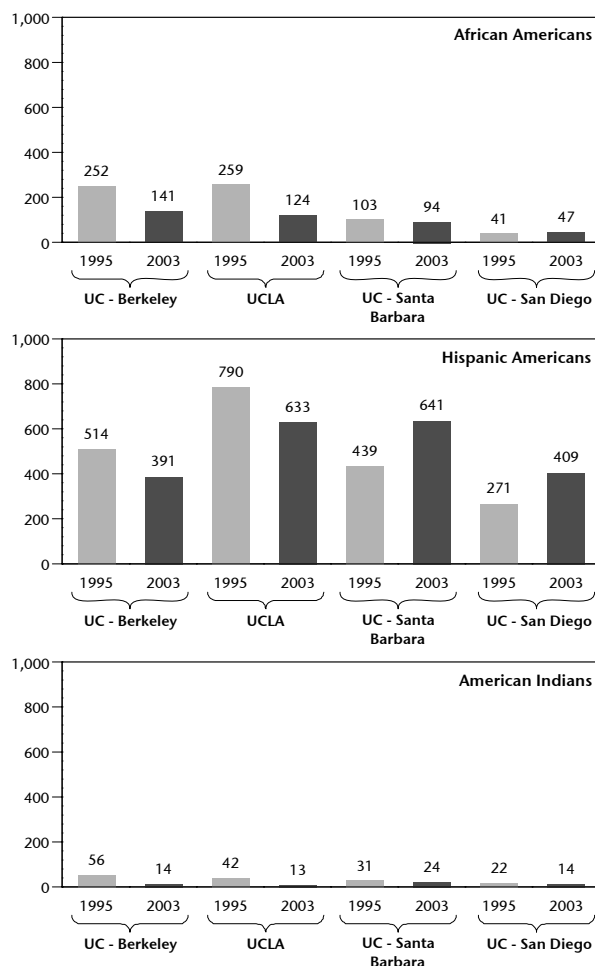 1,000
African Americans
800
600
400
252
259
200
141
124
103
94
41
47
0
1995 2003 1995 2003 1995 2003 1995 2003
UC - Berkeley UCLA UC - Santa UC - San Diego
Barbara
1,000
Hispanic Americans
800
790
633
641
600
514
439
400
391
409
271
200
0
1995 2003 1995 2003 1995 2003 1995 2003
UC - Berkeley UCLA UC - Santa UC - San Diego
Barbara
1,000
American Indians
800
600
400
200
56 14 42 13 31 24 22 14
0
1995 2003 1995 2003 1995 2003 1995 2003
UC - Berkeley UCLA UC - Santa UC - San Diego
Barbara